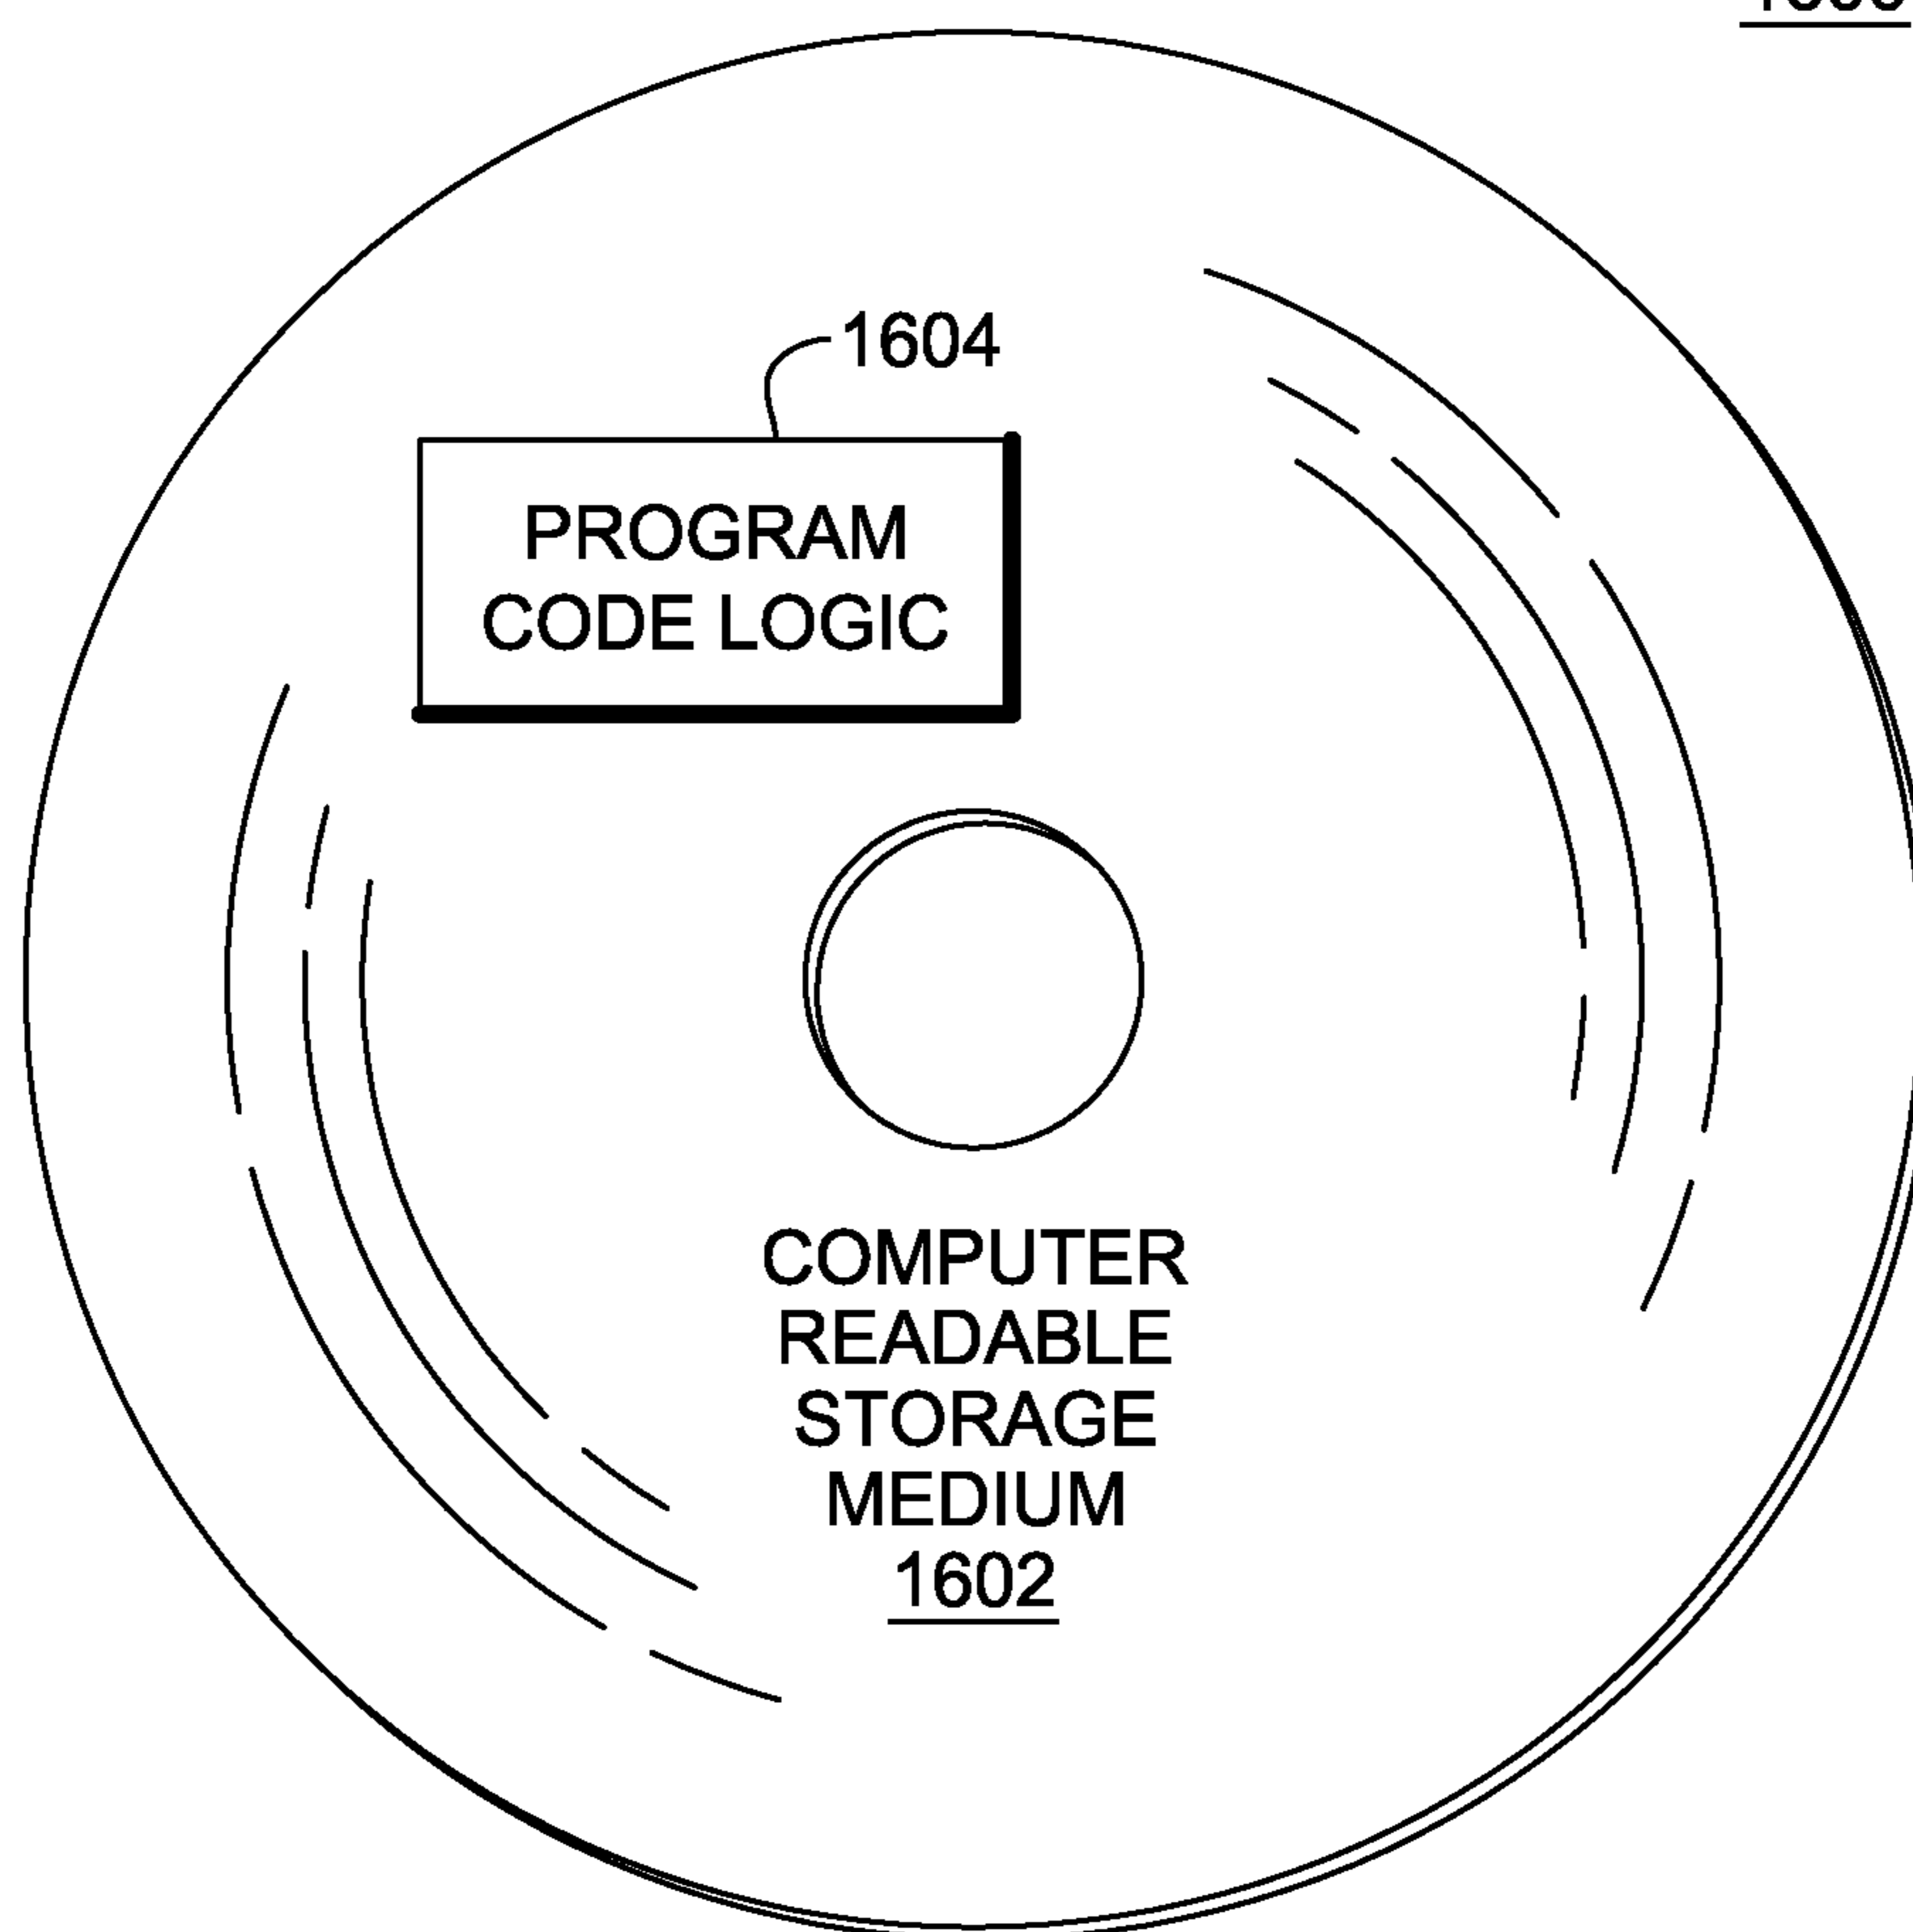 1604
PROGRAM
CODE LOGIC
COMPUTER
READABLE
STORAGE
MEDIUM
1602